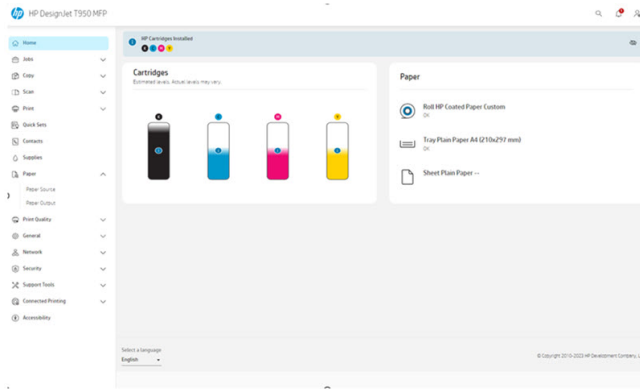 HP DesignJet T950 MFP
Home
Jobs
Copy
Scan
Print
Quick Sets
Contacts
Supplies
Paper
Paper Source
Paper Output
Print Quality
General
Network
Security
Support Tools
Connected Printing
Accessibility
HP Cartridges Installed
K C M Y
Cartridges
Estimated levels. Actual levels may vary.
K C M Y
Paper
Roll HP Coated Paper Custom
OK
Tray Plain Paper A4 (210x297 mm)
OK
Sheet Plain Paper --
Select a language
English
© Copyright 2010-2023 HP Development Company,